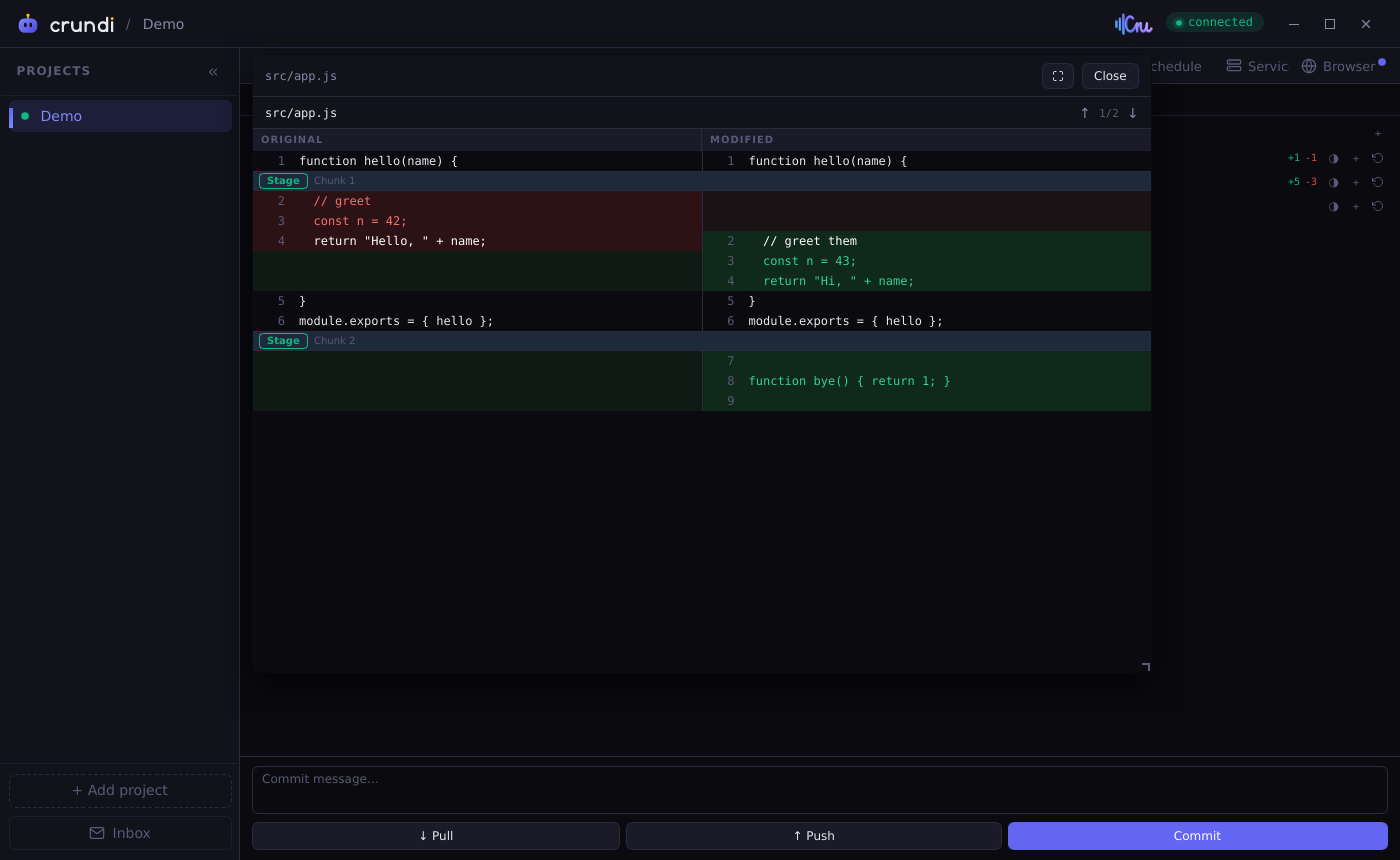 crundi / Demo
Cru
connected
PROJECTS «
Demo
+ Add project
Inbox
chedule
Servic
Browser
src/app.js
Close
src/app.js
↑ 1/2 ↓
ORIGINAL
MODIFIED
1 function hello(name) {
1 function hello(name) {
Stage Chunk 1
2 // greet
3 const n = 42;
4 return "Hello, " + name;
2 // greet them
3 const n = 43;
4 return "Hi, " + name;
5 }
5 }
6 module.exports = { hello };
6 module.exports = { hello };
Stage Chunk 2
7
8 function bye() { return 1; }
9
+
+1 -1 +
+5 -3 +
+
Commit message...
↓ Pull
↑ Push
Commit